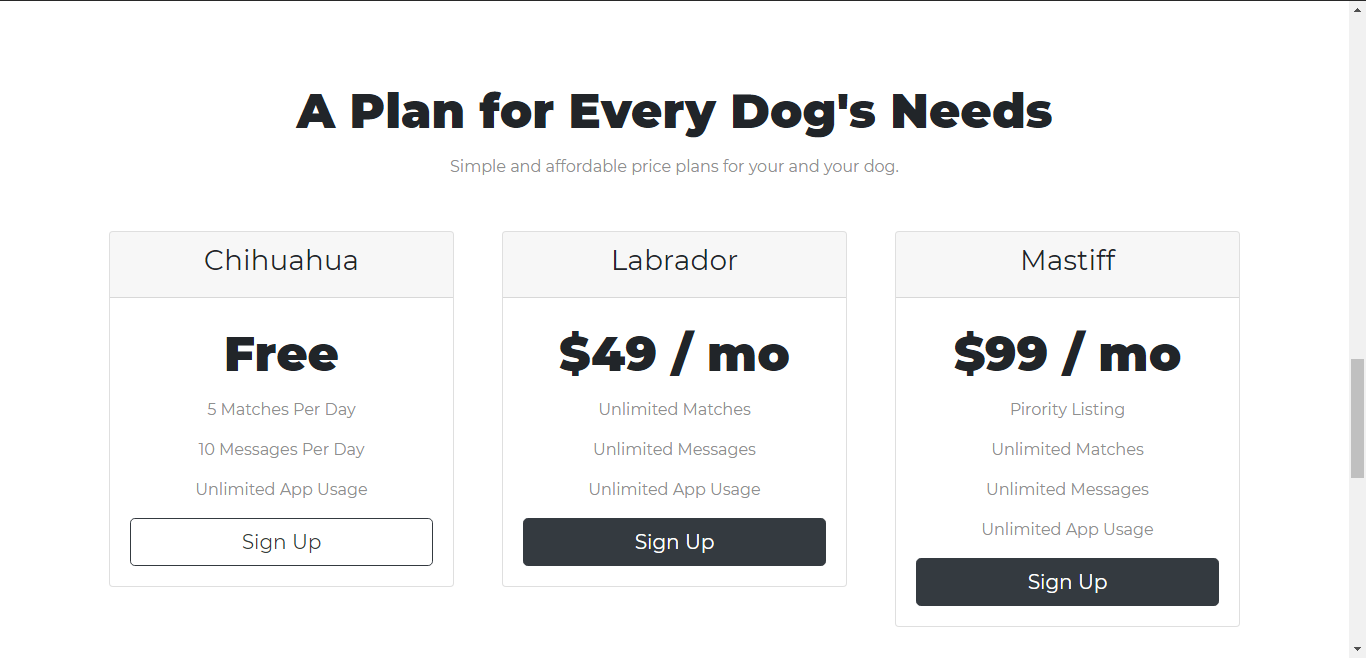 A Plan for Every Dog's Needs
Simple and affordable price plans for your and your dog.
Chihuahua
Free
5 Matches Per Day
10 Messages Per Day
Unlimited App Usage
Sign Up
Labrador
$49 / mo
Unlimited Matches
Unlimited Messages
Unlimited App Usage
Sign Up
Mastiff
$99 / mo
Pirority Listing
Unlimited Matches
Unlimited Messages
Unlimited App Usage
Sign Up